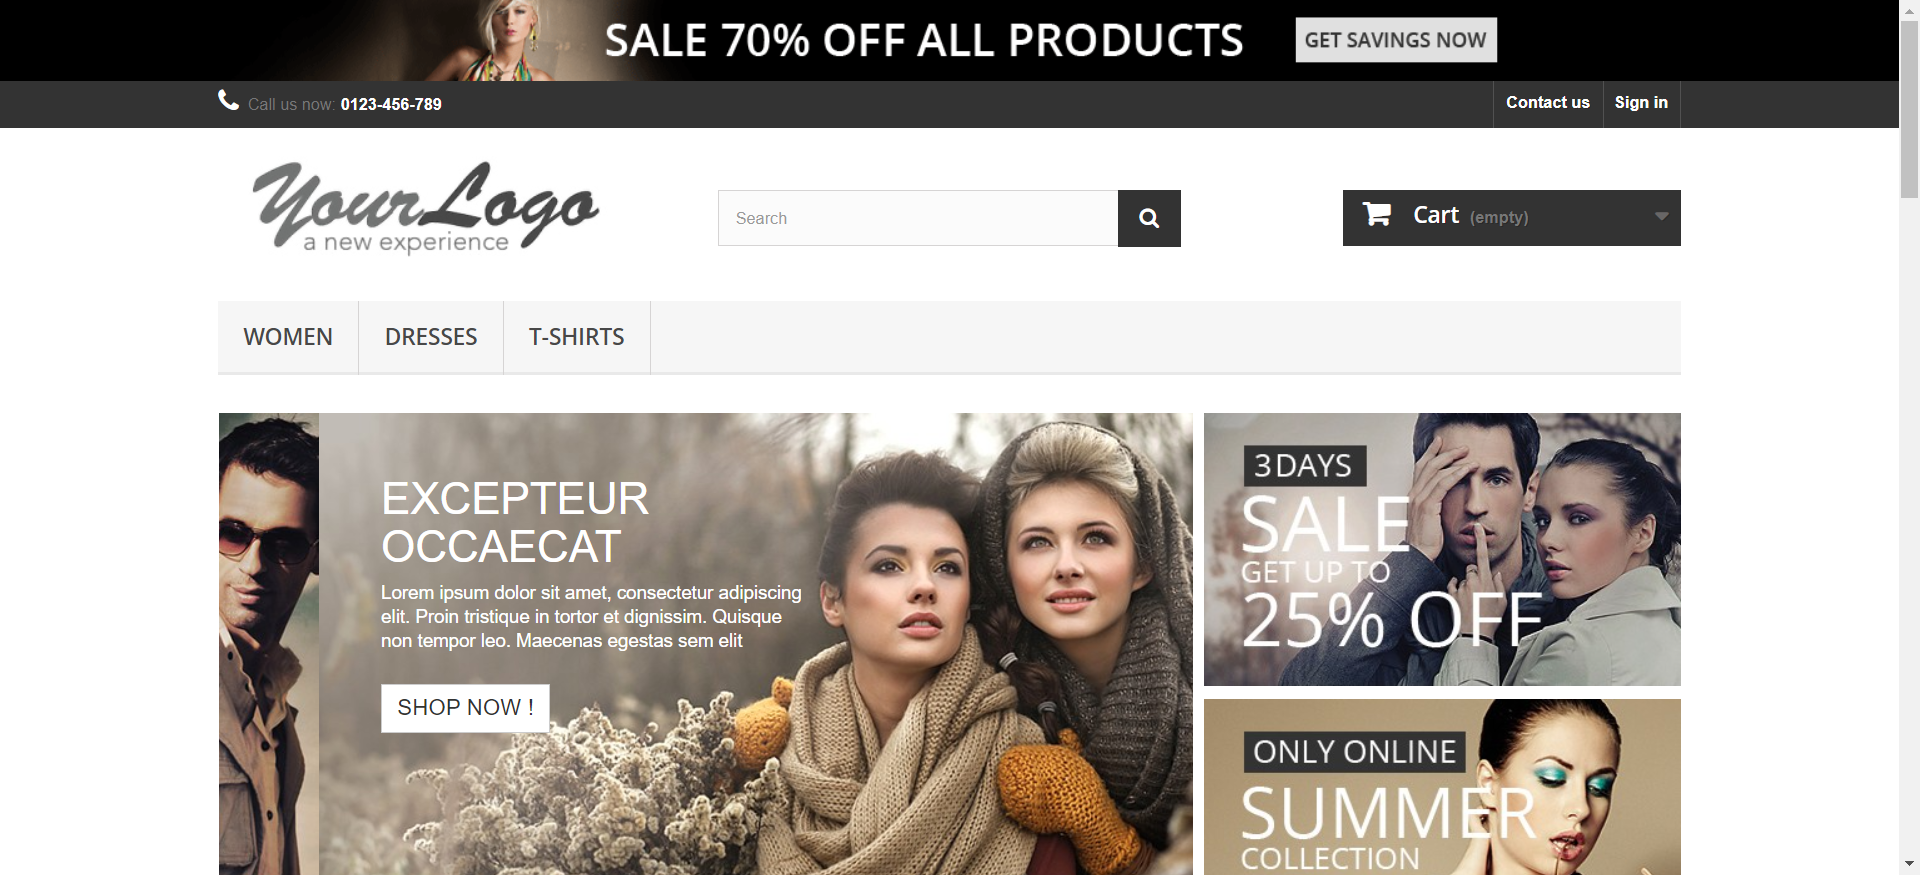 SALE 70% OFF ALL PRODUCTS
GET SAVINGS NOW
Call us now: 0123-456-789
Contact us
Sign in
YourLogo
a new experience
Search
Cart (empty)
WOMEN
DRESSES
T-SHIRTS
EXCEPTEUR
OCCAECAT
Lorem ipsum dolor sit amet, consectetur adipiscing
elit. Proin tristique in tortor et dignissim. Quisque
non tempor leo. Maecenas egestas sem elit
SHOP NOW !
3 DAYS
SALE
GET UP TO
25% OFF
ONLY ONLINE
SUMMER
COLLECTION